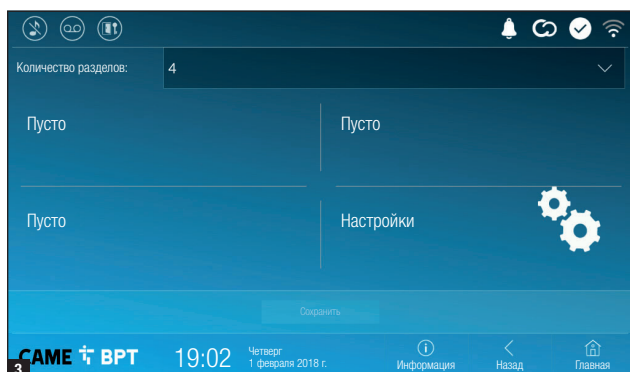 Количество разделов:
4
Пусто
Пусто
Пусто
Настройки
Сохранить
CAME BPT
19:02
Четверг
1 февраля 2018 г.
Информация
Назад
Главная
3